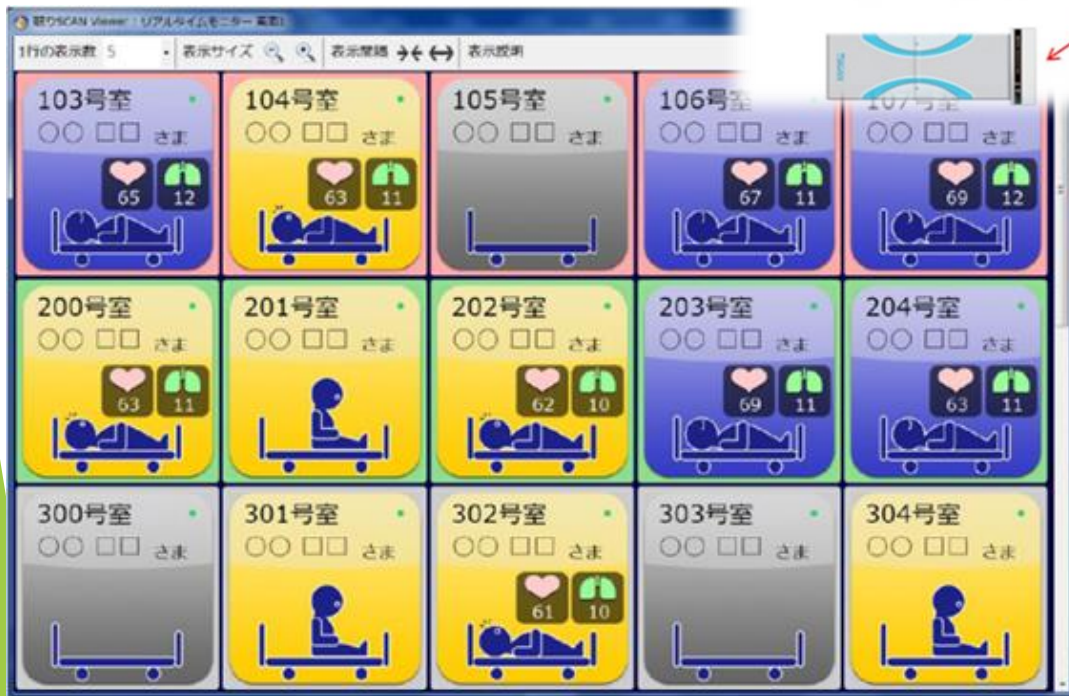 眠りSCAN Viewer : リアルタイムモニター 画面1
1行の表示数 5 表示サイズ 表示間隔 表示説明
103号室 104号室 105号室 106号室 107号室
○○ □□ さま ○○ □□ さま ○○ □□ さま ○○ □□ さま ○○ □□ さま
65 12 63 11 67 11 69 12
200号室 201号室 202号室 203号室 204号室
○○ □□ さま ○○ □□ さま ○○ □□ さま ○○ □□ さま ○○ □□ さま
63 11 62 10 69 11 63 11
300号室 301号室 302号室 303号室 304号室
○○ □□ さま ○○ □□ さま ○○ □□ さま ○○ □□ さま ○○ □□ さま
61 10